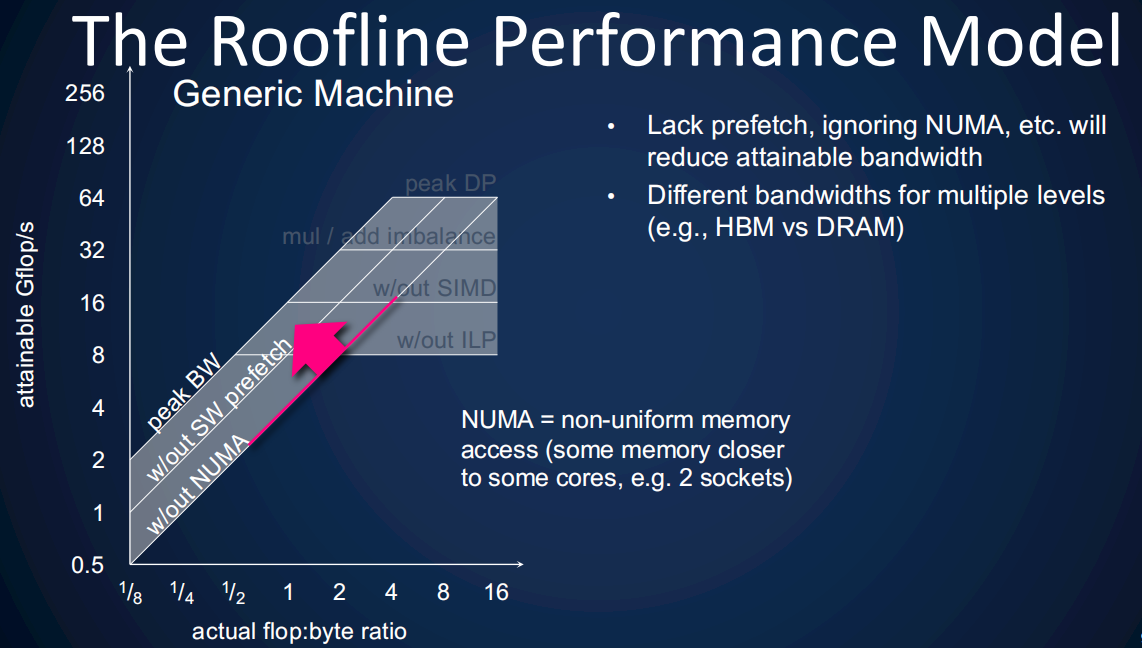 The Roofline Performance Model
Generic Machine
256
128
64
32
16
8
4
2
1
0.5
attainable Gflop/s
peak DP
mul / add imbalance
w/out SIMD
w/out ILP
peak BW
w/out SW prefetch
w/out NUMA
1/8
1/4
1/2
1
2
4
8
16
actual flop:byte ratio
• Lack prefetch, ignoring NUMA, etc. will
reduce attainable bandwidth
• Different bandwidths for multiple levels
(e.g., HBM vs DRAM)
NUMA = non-uniform memory
access (some memory closer
to some cores, e.g. 2 sockets)